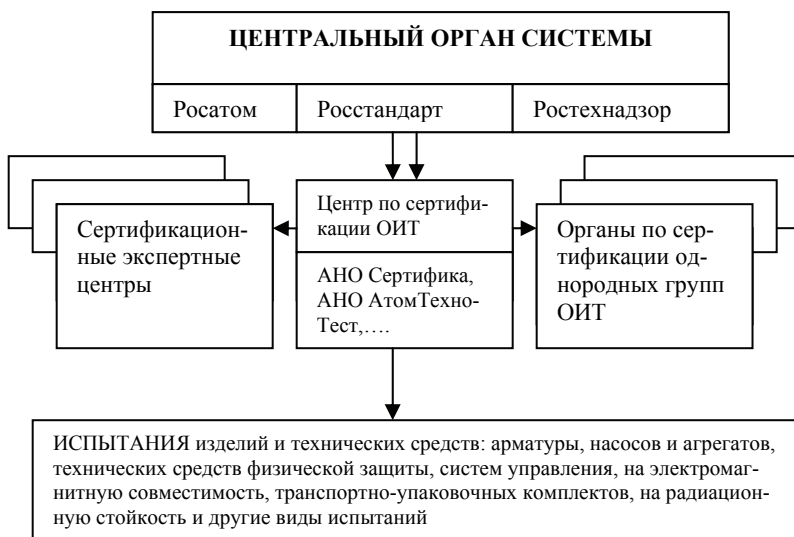 ЦЕНТРАЛЬНЫЙ ОРГАН СИСТЕМЫ
Росатом
Росстандарт
Ростехнадзор
Сертификацион-
ные экспертные
центры
Центр по сертифи-
кации ОИТ
АНО Сертифика,
АНО АтомТехно-
Тест,….
Органы по сер-
тификации од-
нородных групп
ОИТ
ИСПЫТАНИЯ изделий и технических средств: арматуры, насосов и агрегатов,
технических средств физической защиты, систем управления, на электромаг-
нитную совместимость, транспортно-упаковочных комплектов, на радиацион-
ную стойкость и другие виды испытаний